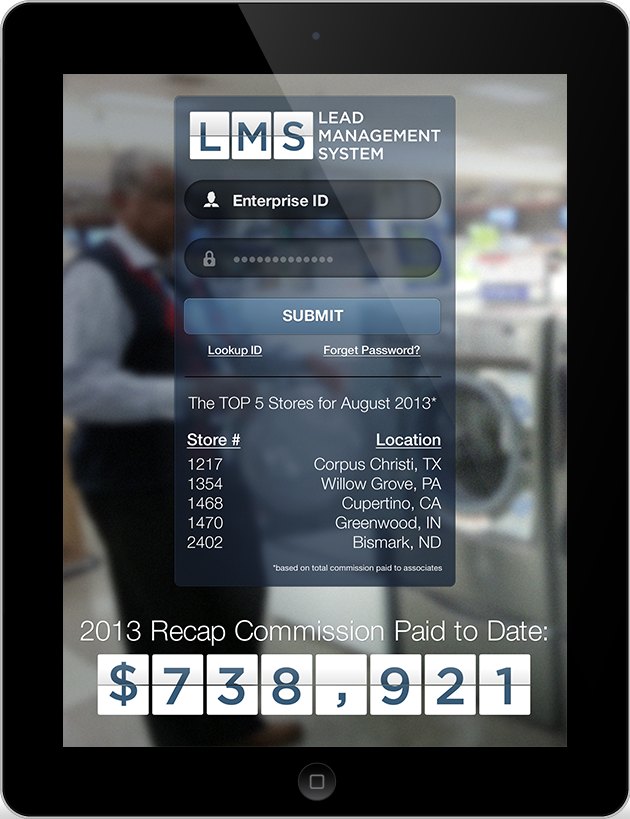 LMS LEAD
MANAGEMENT
SYSTEM
Enterprise ID
•••••••••••••
SUBMIT
Lookup ID Forget Password?
The TOP 5 Stores for August 2013*
Store # Location
1217 Corpus Christi, TX
1354 Willow Grove, PA
1468 Cupertino, CA
1470 Greenwood, IN
2402 Bismark, ND
*based on total commission paid to associates
2013 Recap Commission Paid to Date:
$738,921